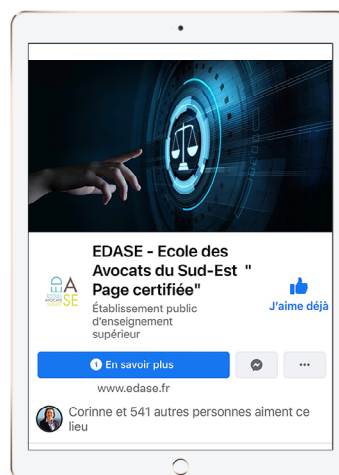 EDASE - Ecole des
Avocats du Sud-Est "
Page certifiée"
Établissement public
d'enseignement
supérieur
J'aime déjà
En savoir plus
www.edase.fr
Corinne et 541 autres personnes aiment ce
lieu